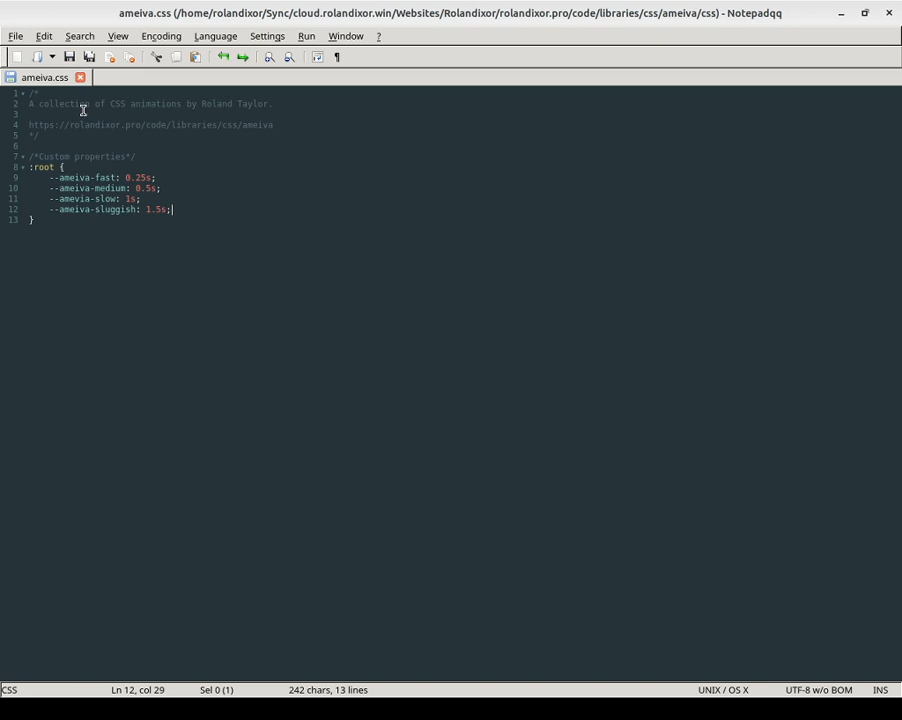 ameiva.css (/home/rolandixor/Sync/cloud.rolandixor.win/Websites/Rolandixor/rolandixor.pro/code/libraries/css/ameiva/css) - Notepadqq
File Edit Search View Encoding Language Settings Run Window ?
ameiva.css
1 /*
2 A collection of CSS animations by Roland Taylor.
3
4 https://rolandixor.pro/code/libraries/css/ameiva
5 */
6
7 /*Custom properties*/
8 :root {
9 --ameiva-fast: 0.25s;
10 --ameiva-medium: 0.5s;
11 --amevia-slow: 1s;
12 --ameiva-sluggish: 1.5s;
13 }
CSS Ln 12, col 29 Sel 0 (1) 242 chars, 13 lines UNIX / OS X UTF-8 w/o BOM INS